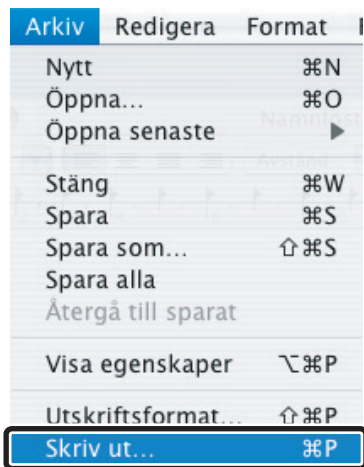 Arkiv Redigera Format
Nytt ⌘N
Öppna... ⌘O
Öppna senaste ▶
Stäng ⌘W
Spara ⌘S
Spara som... ⇧⌘S
Spara alla
Återgå till sparat
Visa egenskaper ⌥⌘P
Utskriftsformat... ⇧⌘P
Skriv ut... ⌘P